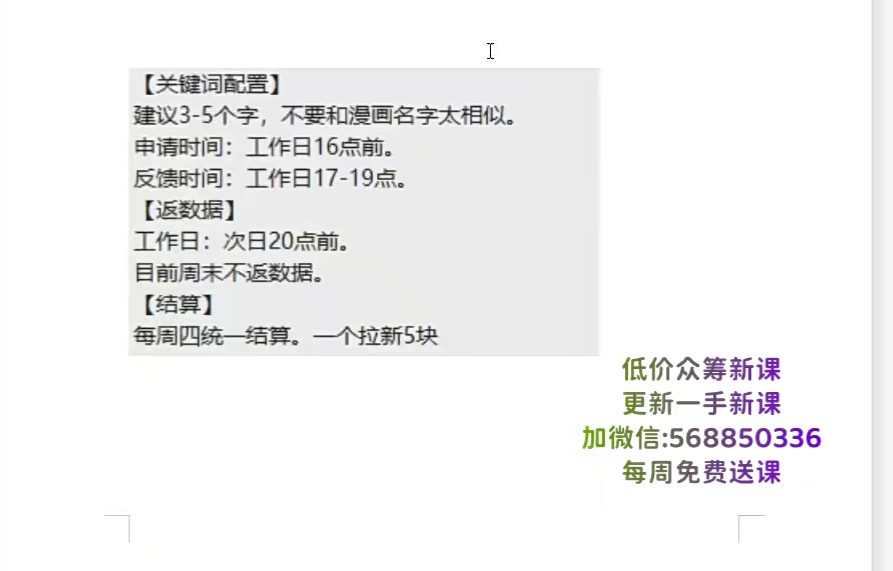 【关键词配置】
建议3-5个字，不要和漫画名字太相似。
申请时间：工作日16点前。
反馈时间：工作日17-19点。
【返数据】
工作日：次日20点前。
目前周末不返数据。
【结算】
每周四统一结算。一个拉新5块
低价众筹新课
更新一手新课
加微信:568850336
每周免费送课